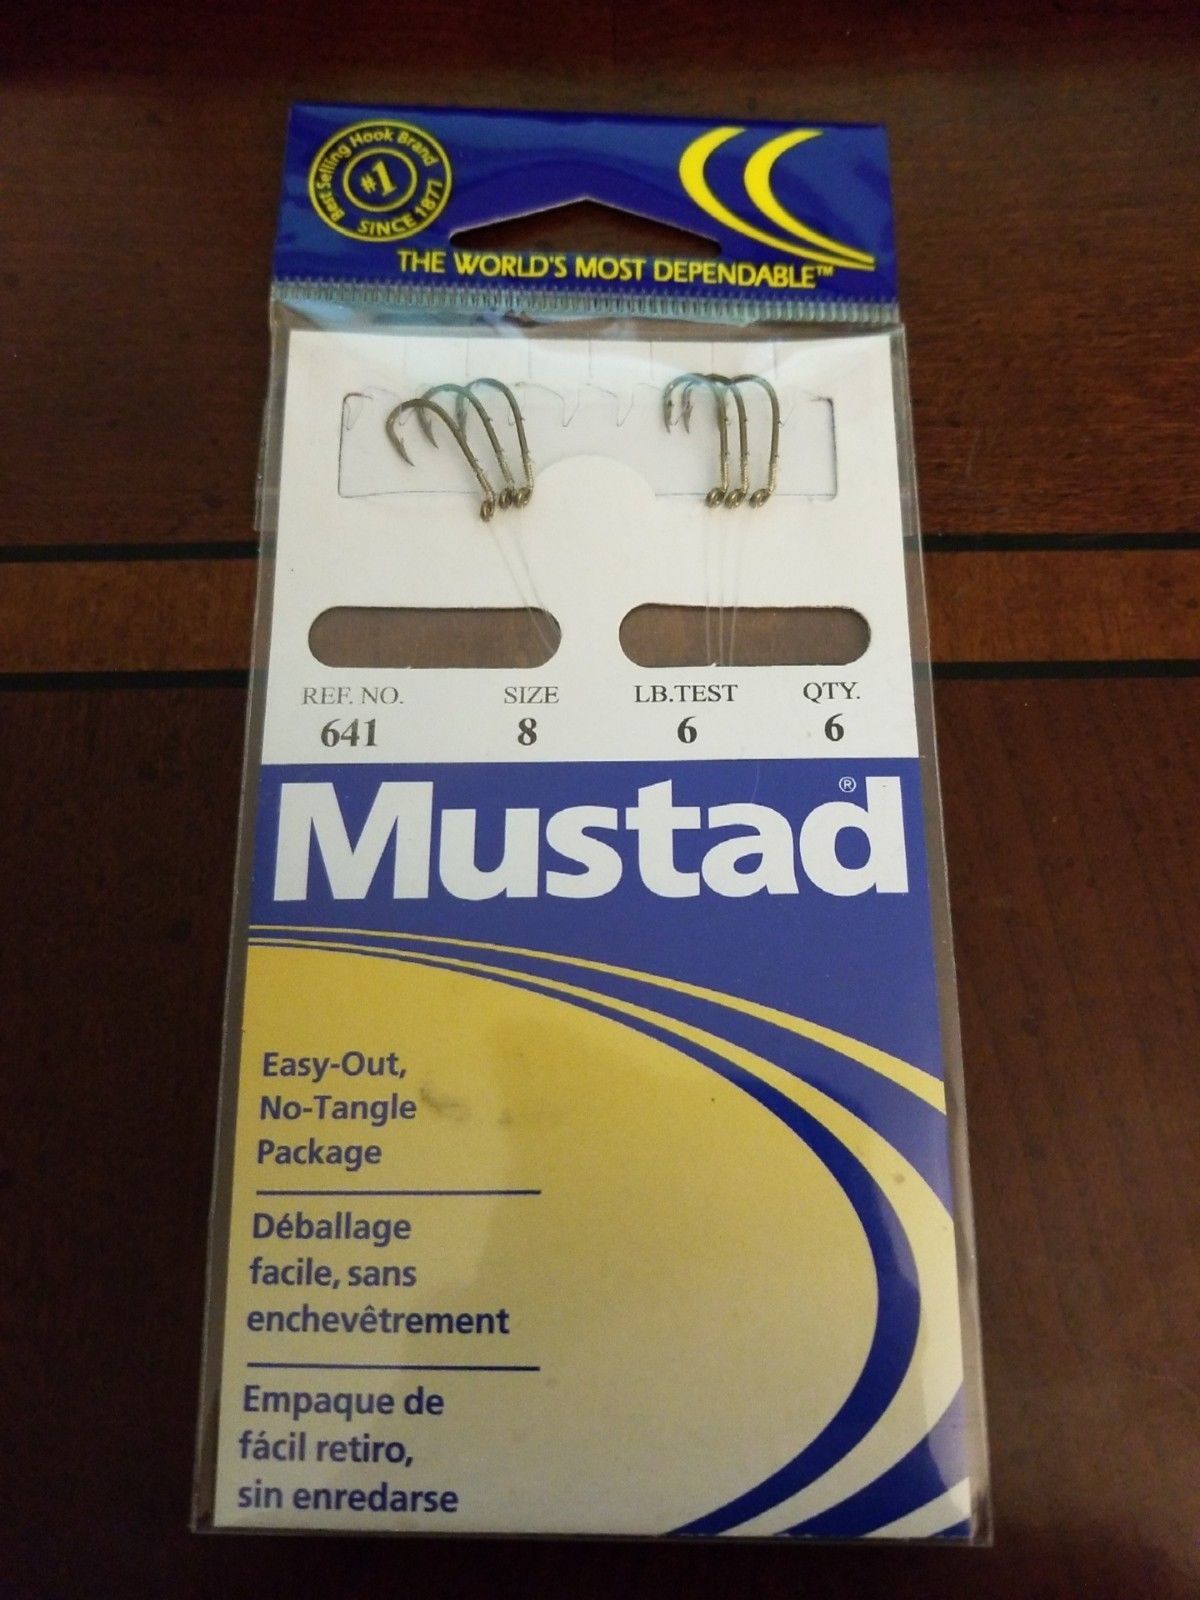 Best Selling Hook Brand
#1
SINCE 1871
THE WORLD'S MOST DEPENDABLE™
REF. NO. SIZE LB.TEST QTY.
641 8 6 6
Mustad®
Easy-Out,
No-Tangle
Package
Déballage
facile, sans
enchevêtrement
Empaque de
fácil retiro,
sin enredarse